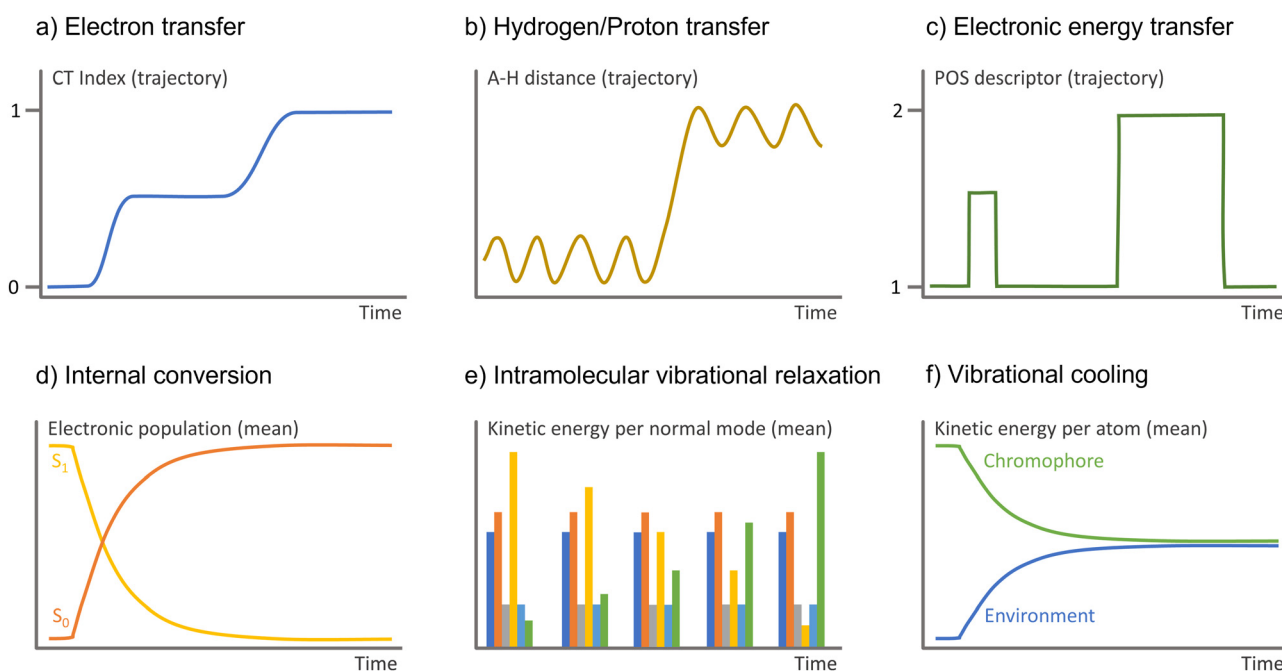 a) Electron transfer
CT Index (trajectory)
1
0
Time
b) Hydrogen/Proton transfer
A-H distance (trajectory)
Time
c) Electronic energy transfer
POS descriptor (trajectory)
2
1
Time
d) Internal conversion
Electronic population (mean)
S1
S0
Time
e) Intramolecular vibrational relaxation
Kinetic energy per normal mode (mean)
Time
f) Vibrational cooling
Kinetic energy per atom (mean)
Chromophore
Environment
Time